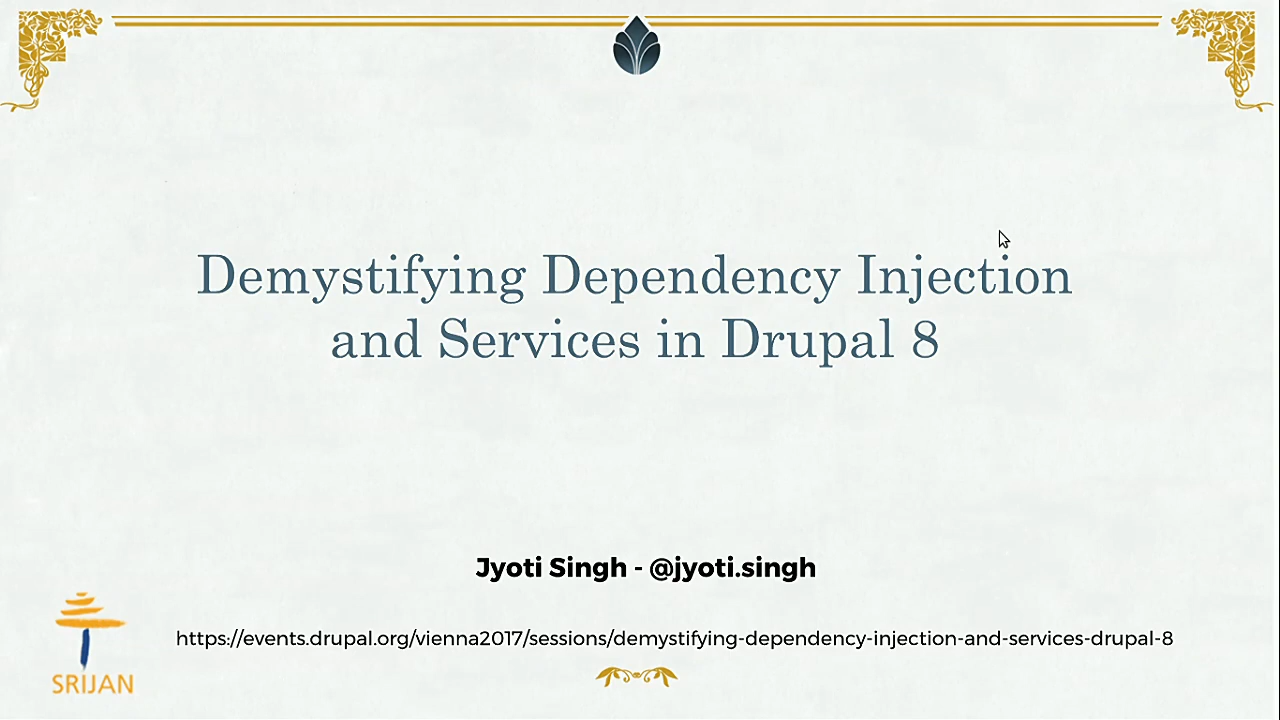 Demystifying Dependency Injection
and Services in Drupal 8
Jyoti Singh - @jyoti.singh
https://events.drupal.org/vienna2017/sessions/demystifying-dependency-injection-and-services-drupal-8
SRIJAN